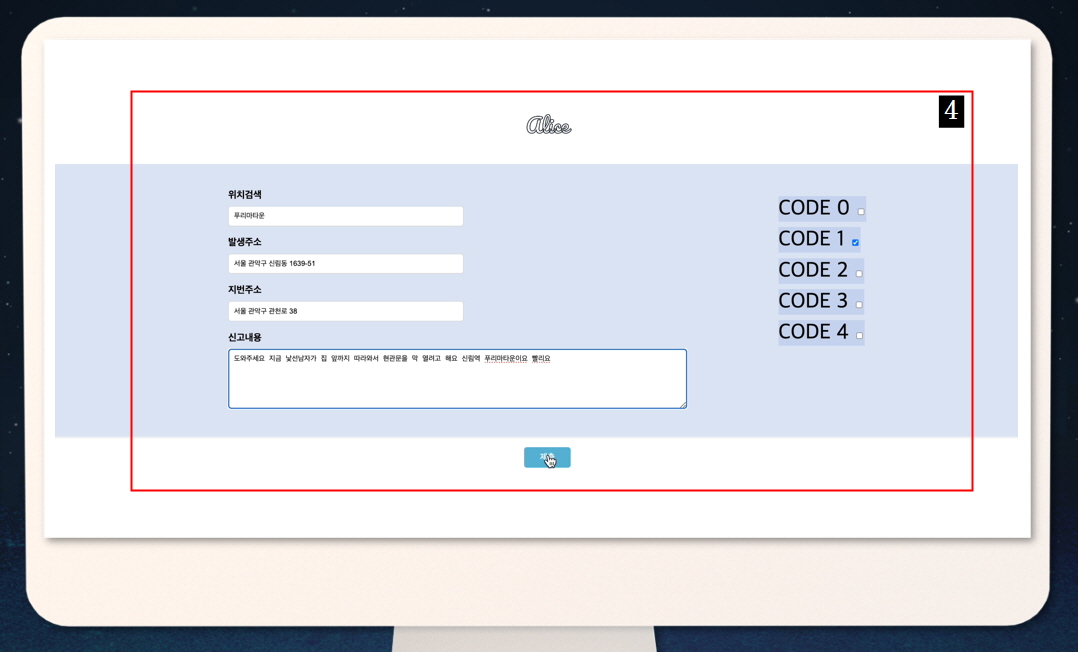 4
Alice
위치검색
푸리마타운
발생주소
서울 관악구 신림동 1639-51
지번주소
서울 관악구 관천로 38
신고내용
도와주세요 지금 낯선남자가 집 앞까지 따라와서 현관문을 막 열려고 해요 신림역 푸리마타운이요 빨리요
CODE 0
CODE 1
CODE 2
CODE 3
CODE 4